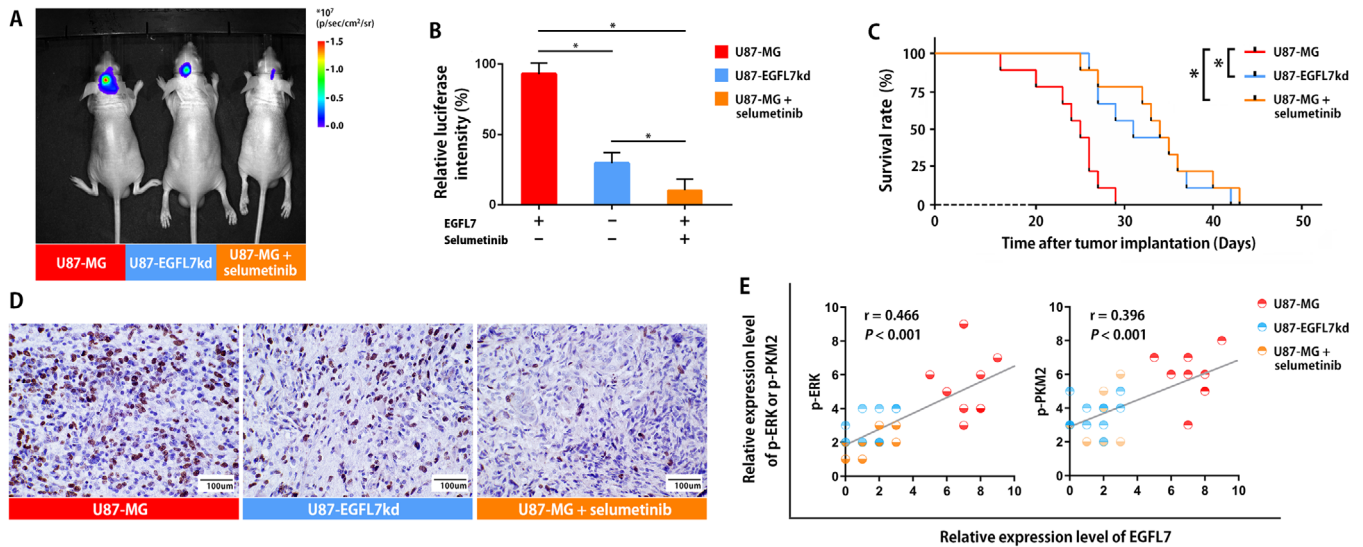 A
*10⁷
(p/sec/cm²/sr)
1.5
1.0
0.5
0.0
U87-MG
U87-EGFL7kd
U87-MG +
selumetinib
B
Relative luciferase
intensity (%)
100
50
0
*
*
*
EGFL7 + − +
Selumetinib − − +
U87-MG
U87-EGFL7kd
U87-MG +
selumetinib
C
Survival rate (%)
100
75
50
25
0
0 20 30 40 50
Time after tumor implantation (Days)
*
*
U87-MG
U87-EGFL7kd
U87-MG +
selumetinib
D
100um
100um
100um
U87-MG
U87-EGFL7kd
U87-MG + selumetinib
E
Relative expression level
of p-ERK or p-PKM2
p-ERK
10
8
6
4
2
0
r = 0.466
P < 0.001
0 2 4 6 8 10
p-PKM2
10
8
6
4
2
0
r = 0.396
P < 0.001
0 2 4 6 8 10
U87-MG
U87-EGFL7kd
U87-MG +
selumetinib
Relative expression level of EGFL7